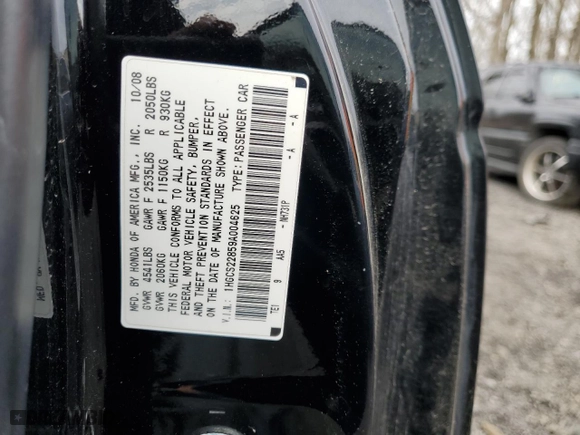 MFD. BY HONDA OF AMERICA MFG., INC. 10/08
GVWR 4541LBS GAWR F 2535LBS R 2050LBS
GVWR 2060KG GAWR F 1150KG R 930KG
THIS VEHICLE CONFORMS TO ALL APPLICABLE
FEDERAL MOTOR VEHICLE SAFETY, BUMPER,
AND THEFT PREVENTION STANDARDS IN EFFECT
ON THE DATE OF MANUFACTURE SHOWN ABOVE.
V.I.N.: 1HGCS22859A004625 TYPE:PASSENGER CAR
TE1 9 AA5 - NH731P - A - A